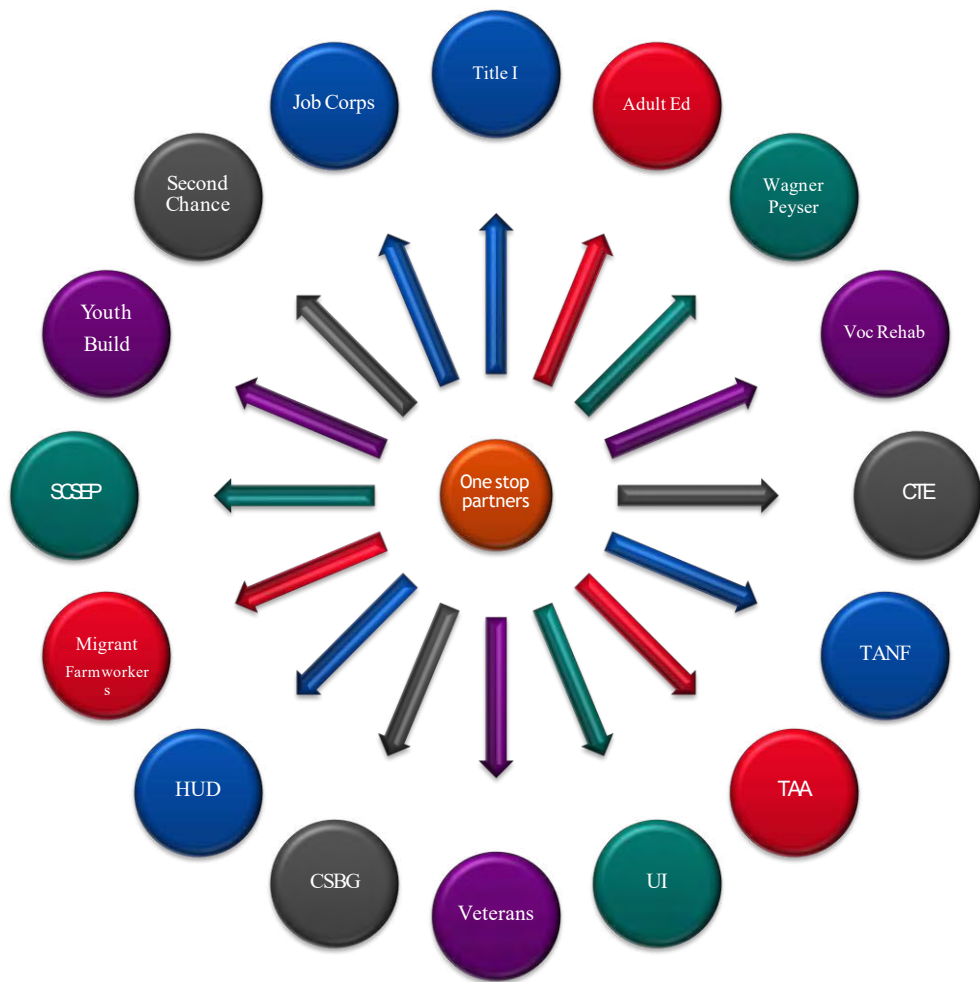 Title I
Job Corps
Adult Ed
Second
Chance
Wagner
Peyser
Youth
Build
Voc Rehab
SCSEP
One stop
partners
CTE
Migrant
Farmworker
s
TANF
HUD
TAA
CSBG
UI
Veterans